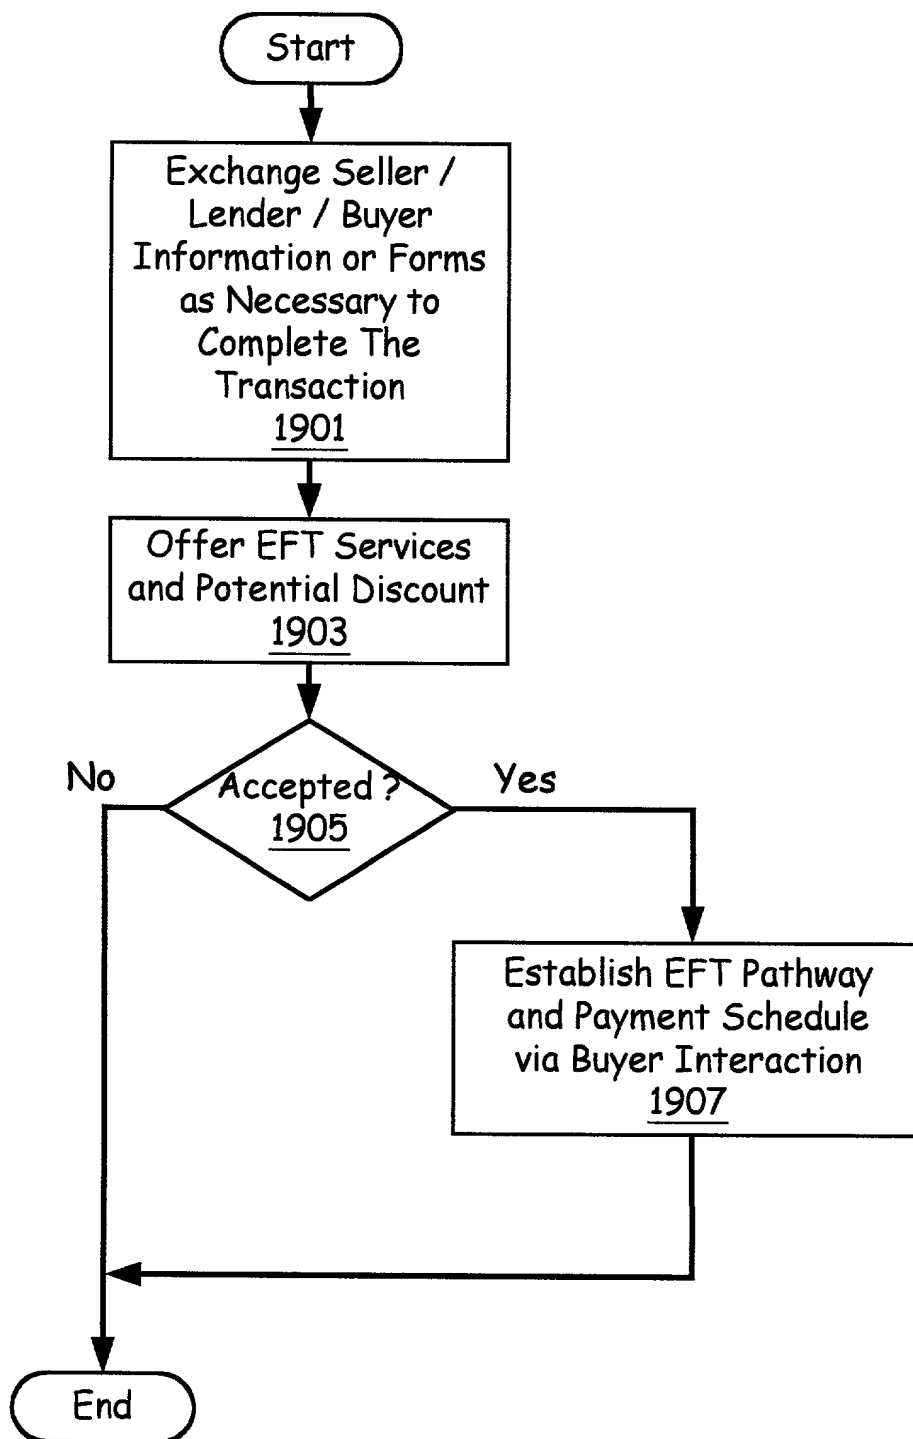 Start
Exchange Seller /
Lender / Buyer
Information or Forms
as Necessary to
Complete The
Transaction
1901
Offer EFT Services
and Potential Discount
1903
No
Accepted ?
Yes
1905
Establish EFT Pathway
and Payment Schedule
via Buyer Interaction
1907
End